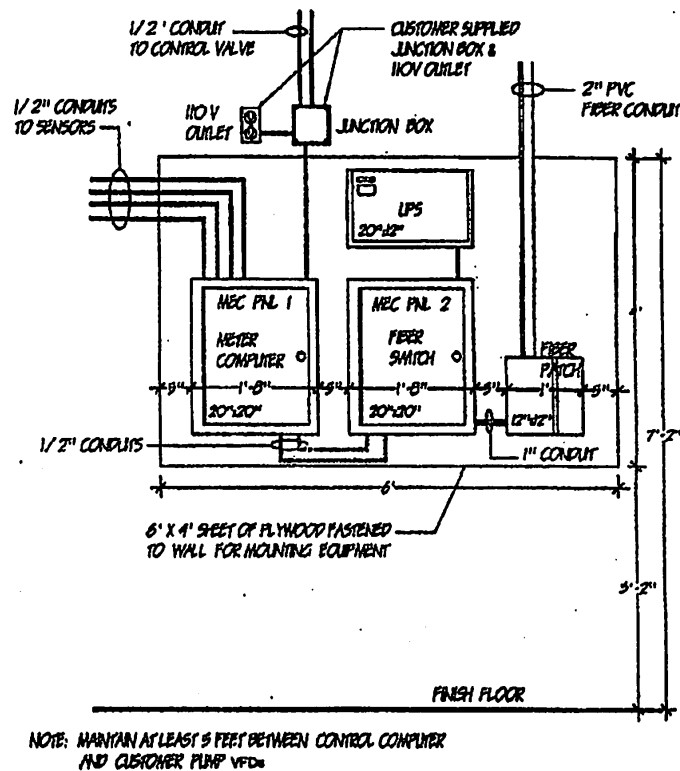 1/2' CONDUIT
TO CONTROL VALVE
CUSTOMER SUPPLIED
JUNCTION BOX &
110V OUTLET
2" PVC
FIBER CONDUIT
1/2" CONDUITS
TO SENSORS
110 V
OUTLET
JUNCTION BOX
UPS
20"x12"
MEC PNL 1
METER
COMPUTER
20"x20"
MEC PNL 2
FIBER
SWITCH
20"x20"
FIBER
PATCH
12"x12"
5"
1'-8"
5"
1'-8"
5"
1'
5"
4'
7'-2"
1/2" CONDUITS
1" CONDUIT
6'
6' X 4' SHEET OF PLYWOOD FASTENED
TO WALL FOR MOUNTING EQUIPMENT
3'-2"
FINISH FLOOR
NOTE: MAINTAIN AT LEAST 5 FEET BETWEEN CONTROL COMPUTER
AND CUSTOMER PUMP VFDs